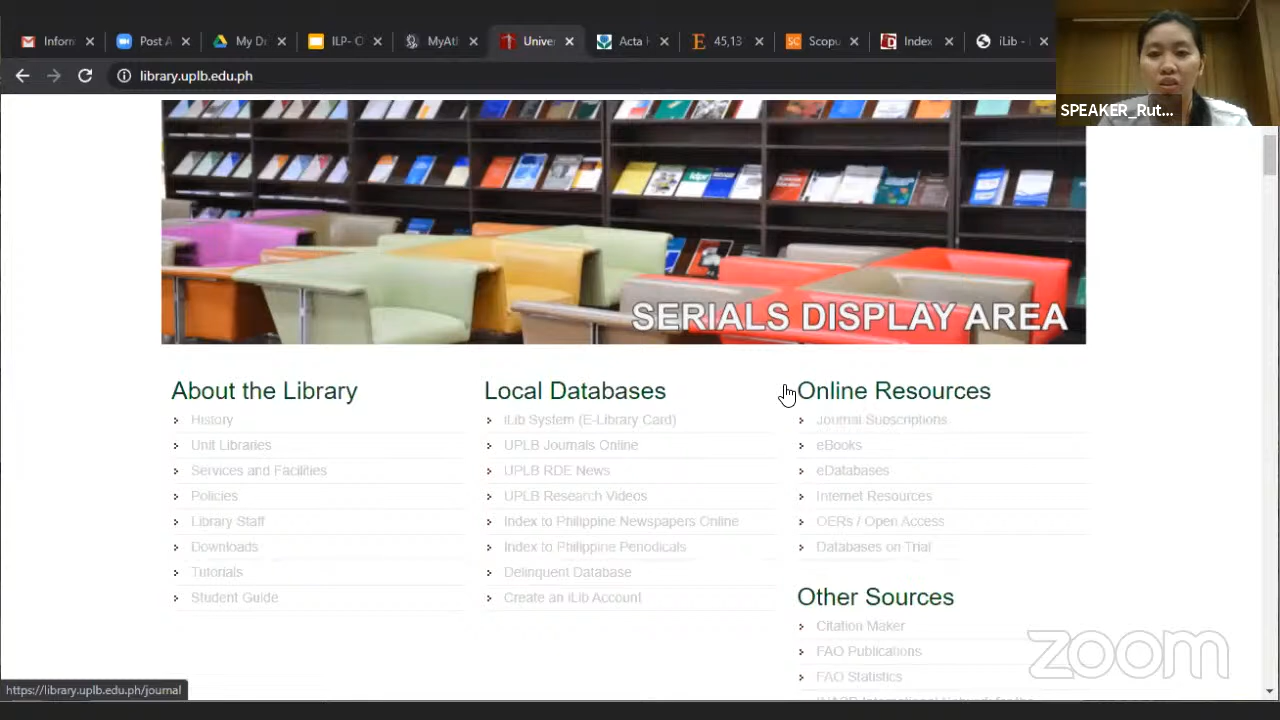 Inform
Post A
My Dr
ILP- O
MyAth
Univer
Acta H
45,13
Scopu
Index
iLib -
library.uplb.edu.ph
SPEAKER_Rut...
SERIALS DISPLAY AREA
About the Library
History
Unit Libraries
Services and Facilities
Policies
Library Staff
Downloads
Tutorials
Student Guide
Local Databases
iLib System (E-Library Card)
UPLB Journals Online
UPLB RDE News
UPLB Research Videos
Index to Philippine Newspapers Online
Index to Philippine Periodicals
Delinquent Database
Create an iLib Account
Online Resources
Journal Subscriptions
eBooks
eDatabases
Internet Resources
OERs / Open Access
Databases on Trial
Other Sources
Citation Maker
FAO Publications
FAO Statistics
zoom
https://library.uplb.edu.ph/journal